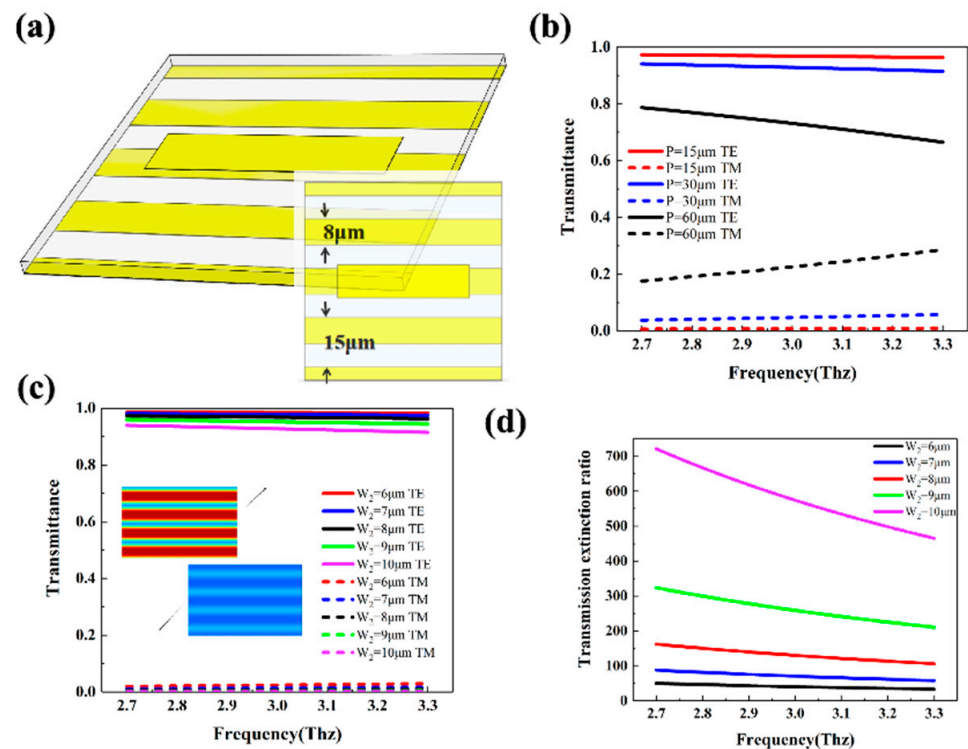 (a)
8μm
15μm
(b)
Transmittance
1.0
0.8
0.6
0.4
0.2
0.0
P=15μm TE
P=15μm TM
P=30μm TE
P=30μm TM
P=60μm TE
P=60μm TM
2.7 2.8 2.9 3.0 3.1 3.2 3.3
Frequency(Thz)
(c)
Transmittance
1.0
0.8
0.6
0.4
0.2
0.0
W2=6μm TE
W2=7μm TE
W2=8μm TE
W2=9μm TE
W2=10μm TE
W2=6μm TM
W2=7μm TM
W2=8μm TM
W2=9μm TM
W2=10μm TM
2.7 2.8 2.9 3.0 3.1 3.2 3.3
Frequency(Thz)
(d)
Transmission extinction ratio
700
600
500
400
300
200
100
0
W2=6μm
W2=7μm
W2=8μm
W2=9μm
W2=10μm
2.7 2.8 2.9 3.0 3.1 3.2 3.3
Frequency(Thz)